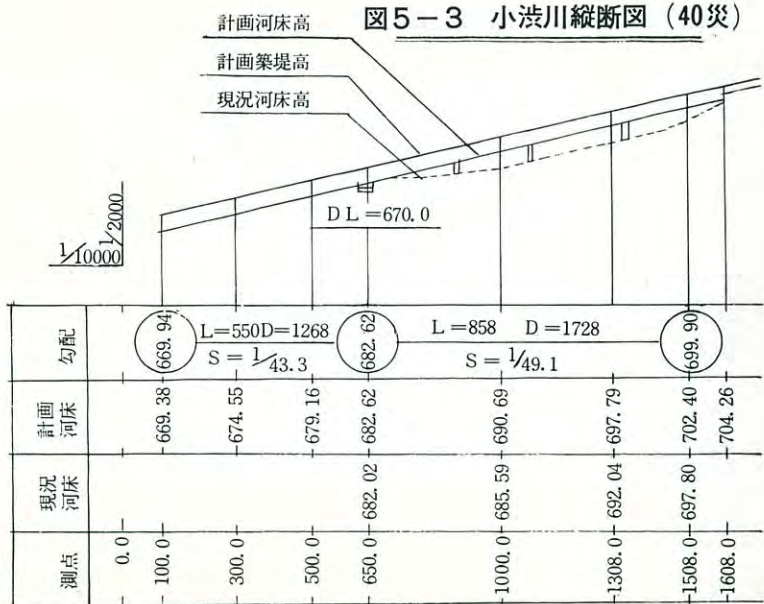 図5-3 小渋川縦断図 (40災)
計画河床高
計画築堤高
現況河床高
1/2000
1/10000
DL=670.0
勾配
669.94
L=550D=1268
S=1/43.3
682.62
L=858 D=1728
S=1/49.1
699.90
計画河床
669.38
674.55
679.16
682.62
690.69
697.79
702.40
704.26
現況河床
682.02
685.59
692.04
697.80
測点
0.0
100.0
300.0
500.0
650.0
1000.0
1308.0
1508.0
1608.0